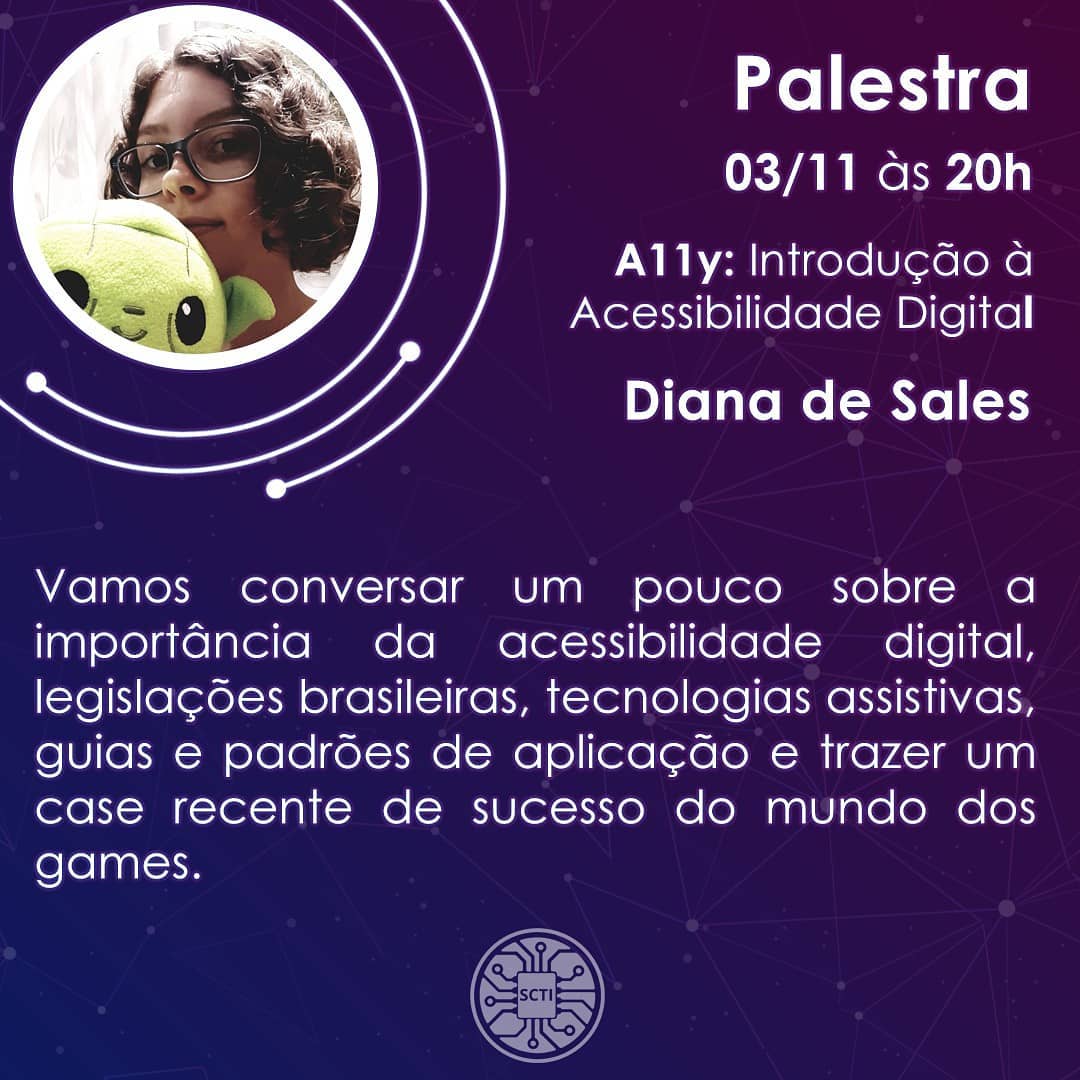 Palestra
03/11 às 20h
A11y: Introdução à
Acessibilidade Digital
Diana de Sales
Vamos conversar um pouco sobre a
importância da acessibilidade digital,
legislações brasileiras, tecnologias assistivas,
guias e padrões de aplicação e trazer um
case recente de sucesso do mundo dos
games.
SCTI